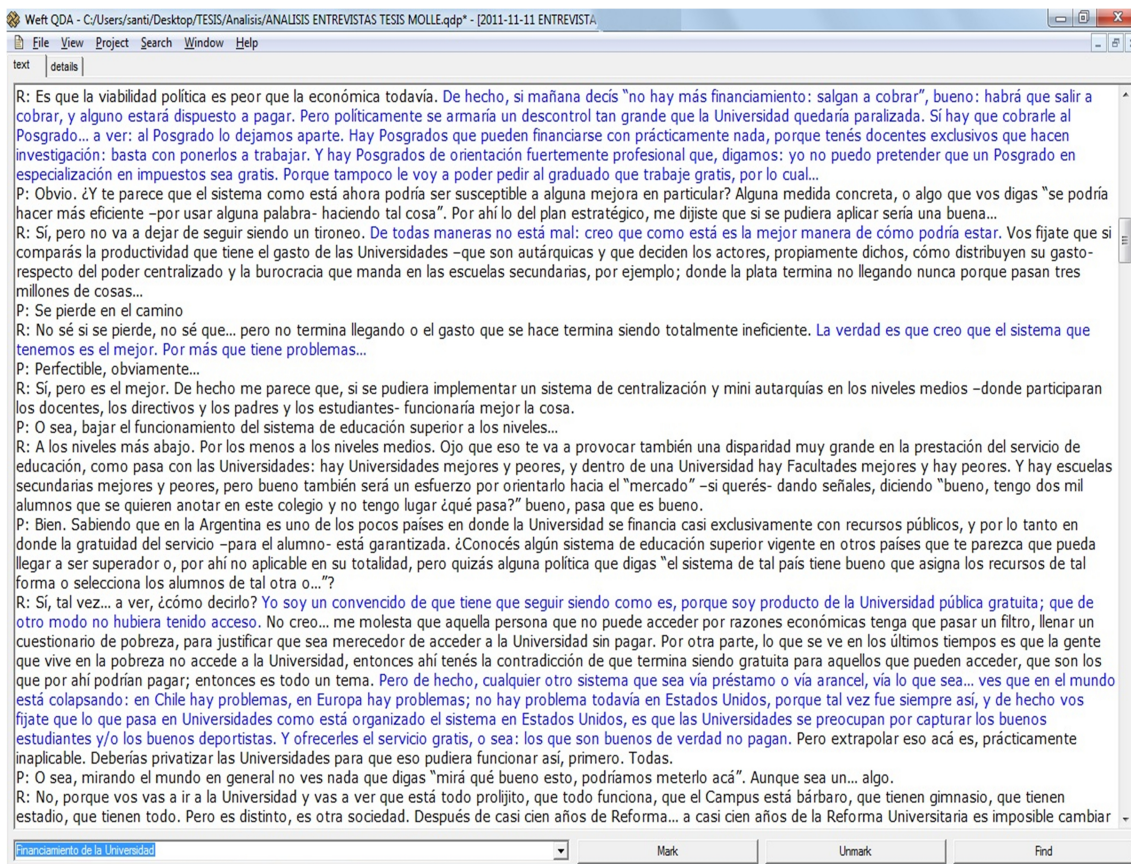 Weft QDA - C:/Users/santi/Desktop/TESIS/Analisis/ANALISIS ENTREVISTAS TESIS MOLLE.qdp* - [2011-11-11 ENTREVISTA
File View Project Search Window Help
text details
R: Es que la viabilidad política es peor que la económica todavía. De hecho, si mañana decís “no hay más financiamiento: salgan a cobrar”, bueno: habrá que salir a
cobrar, y alguno estará dispuesto a pagar. Pero políticamente se armaría un descontrol tan grande que la Universidad quedaría paralizada. Sí hay que cobrarle al
Posgrado… a ver: al Posgrado lo dejamos aparte. Hay Posgrados que pueden financiarse con prácticamente nada, porque tenés docentes exclusivos que hacen
investigación: basta con ponerlos a trabajar. Y hay Posgrados de orientación fuertemente profesional que, digamos: yo no puedo pretender que un Posgrado en
especialización en impuestos sea gratis. Porque tampoco le voy a poder pedir al graduado que trabaje gratis, por lo cual…
P: Obvio. ¿Y te parece que el sistema como está ahora podría ser susceptible a alguna mejora en particular? Alguna medida concreta, o algo que vos digas “se podría
hacer más eficiente –por usar alguna palabra- haciendo tal cosa”. Por ahí lo del plan estratégico, me dijiste que si se pudiera aplicar sería una buena…
R: Sí, pero no va a dejar de seguir siendo un tironeo. De todas maneras no está mal: creo que como está es la mejor manera de cómo podría estar. Vos fijate que si
comparás la productividad que tiene el gasto de las Universidades –que son autárquicas y que deciden los actores, propiamente dichos, cómo distribuyen su gasto-
respecto del poder centralizado y la burocracia que manda en las escuelas secundarias, por ejemplo; donde la plata termina no llegando nunca porque pasan tres
millones de cosas…
P: Se pierde en el camino
R: No sé si se pierde, no sé que… pero no termina llegando o el gasto que se hace termina siendo totalmente ineficiente. La verdad es que creo que el sistema que
tenemos es el mejor. Por más que tiene problemas…
P: Perfectible, obviamente…
R: Sí, pero es el mejor. De hecho me parece que, si se pudiera implementar un sistema de centralización y mini autarquías en los niveles medios –donde participaran
los docentes, los directivos y los padres y los estudiantes- funcionaría mejor la cosa.
P: O sea, bajar el funcionamiento del sistema de educación superior a los niveles…
R: A los niveles más abajo. Por los menos a los niveles medios. Ojo que eso te va a provocar también una disparidad muy grande en la prestación del servicio de
educación, como pasa con las Universidades: hay Universidades mejores y peores, y dentro de una Universidad hay Facultades mejores y hay peores. Y hay escuelas
secundarias mejores y peores, pero bueno también será un esfuerzo por orientarlo hacia el “mercado” –si querés- dando señales, diciendo “bueno, tengo dos mil
alumnos que se quieren anotar en este colegio y no tengo lugar ¿qué pasa?” bueno, pasa que es bueno.
P: Bien. Sabiendo que en la Argentina es uno de los pocos países en donde la Universidad se financia casi exclusivamente con recursos públicos, y por lo tanto en
donde la gratuidad del servicio –para el alumno- está garantizada. ¿Conocés algún sistema de educación superior vigente en otros países que te parezca que pueda
llegar a ser superador o, por ahí no aplicable en su totalidad, pero quizás alguna política que digas “el sistema de tal país tiene bueno que asigna los recursos de tal
forma o selecciona los alumnos de tal otra o…”?
R: Sí, tal vez… a ver, ¿cómo decirlo? Yo soy un convencido de que tiene que seguir siendo como es, porque soy producto de la Universidad pública gratuita; que de
otro modo no hubiera tenido acceso. No creo… me molesta que aquella persona que no puede acceder por razones económicas tenga que pasar un filtro, llenar un
cuestionario de pobreza, para justificar que sea merecedor de acceder a la Universidad sin pagar. Por otra parte, lo que se ve en los últimos tiempos es que la gente
que vive en la pobreza no accede a la Universidad, entonces ahí tenés la contradicción de que termina siendo gratuita para aquellos que pueden acceder, que son los
que por ahí podrían pagar; entonces es todo un tema. Pero de hecho, cualquier otro sistema que sea vía préstamo o vía arancel, vía lo que sea… ves que en el mundo
está colapsando: en Chile hay problemas, en Europa hay problemas; no hay problema todavía en Estados Unidos, porque tal vez fue siempre así, y de hecho vos
fijate que lo que pasa en Universidades como está organizado el sistema en Estados Unidos, es que las Universidades se preocupan por capturar los buenos
estudiantes y/o los buenos deportistas. Y ofrecerles el servicio gratis, o sea: los que son buenos de verdad no pagan. Pero extrapolar eso acá es, prácticamente
inaplicable. Deberías privatizar las Universidades para que eso pudiera funcionar así, primero. Todas.
P: O sea, mirando el mundo en general no ves nada que digas “mirá qué bueno esto, podríamos meterlo acá”. Aunque sea un… algo.
R: No, porque vos vas a ir a la Universidad y vas a ver que está todo prolijito, que todo funciona, que el Campus está bárbaro, que tienen gimnasio, que tienen
estadio, que tienen todo. Pero es distinto, es otra sociedad. Después de casi cien años de Reforma… a casi cien años de la Reforma Universitaria es imposible cambiar
Financiamiento de la Universidad Mark Unmark Find